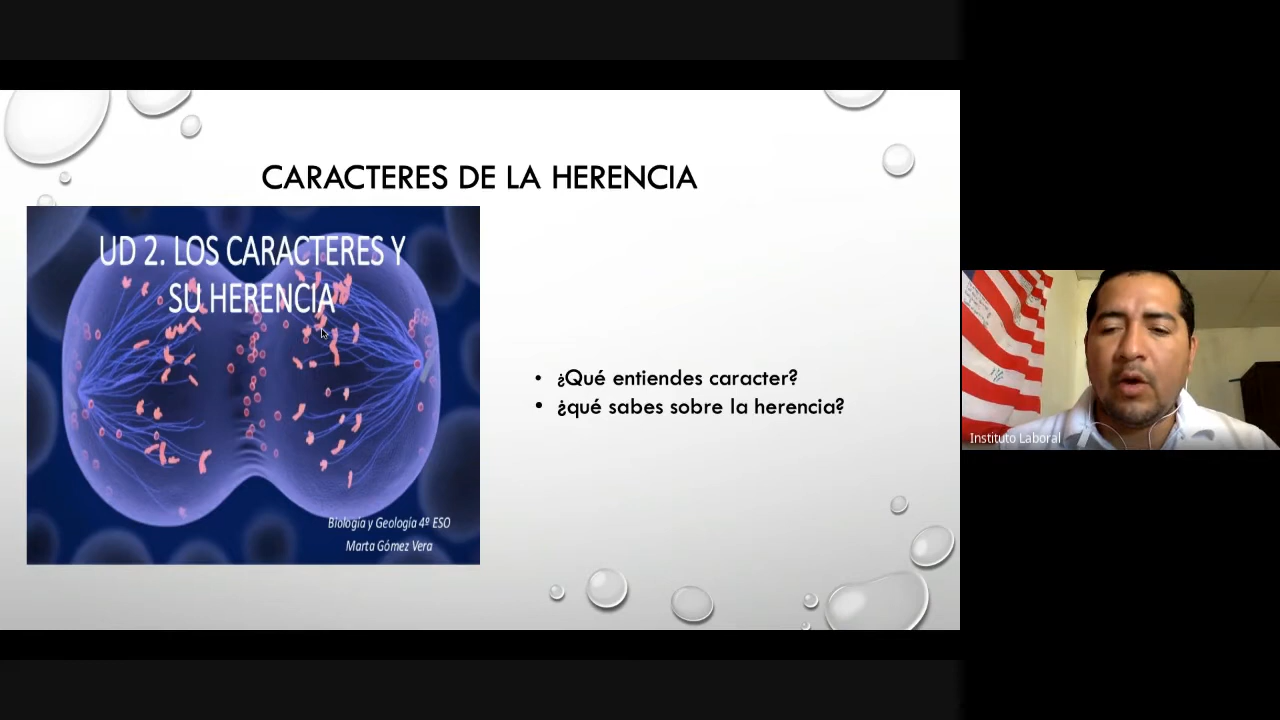 CARACTERES DE LA HERENCIA
UD 2. LOS CARACTERES Y
SU HERENCIA
Biología y Geología 4º ESO
Marta Gómez Vera
• ¿Qué entiendes caracter?
• ¿qué sabes sobre la herencia?
Instituto Laboral